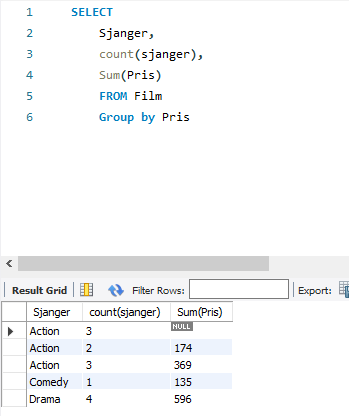 1 SELECT
2 Sjanger,
3 count(sjanger),
4 Sum(Pris)
5 FROM Film
6 Group by Pris
Result Grid Filter Rows: Export:
Sjanger count(sjanger) Sum(Pris)
Action 3 NULL
Action 2 174
Action 3 369
Comedy 1 135
Drama 4 596